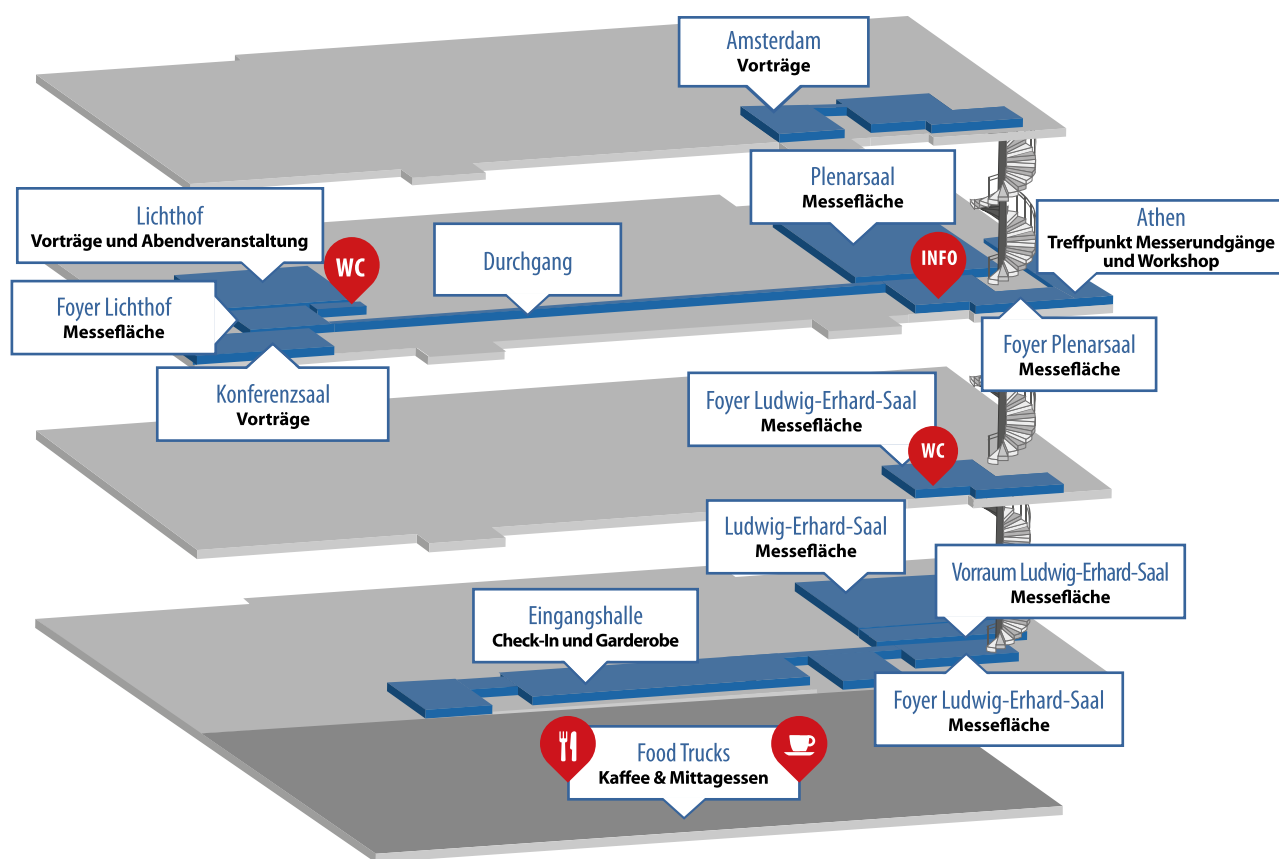 Amsterdam
Vorträge
Plenarsaal
Messefläche
Lichthof
Vorträge und Abendveranstaltung
WC
Durchgang
INFO
Athen
Treffpunkt Messerundgänge
und Workshop
Foyer Lichthof
Messefläche
Foyer Plenarsaal
Messefläche
Konferenzsaal
Vorträge
Foyer Ludwig-Erhard-Saal
Messefläche
WC
Ludwig-Erhard-Saal
Messefläche
Vorraum Ludwig-Erhard-Saal
Messefläche
Eingangshalle
Check-In und Garderobe
Foyer Ludwig-Erhard-Saal
Messefläche
Food Trucks
Kaffee & Mittagessen